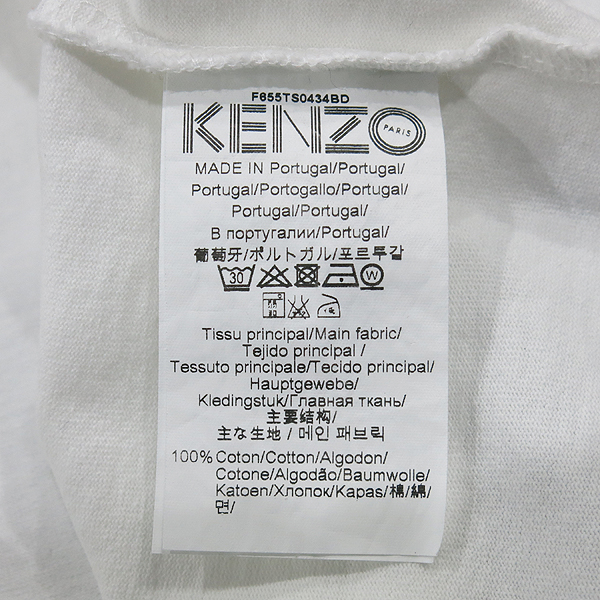 F655TS0434BD
KENZO
PARIS
MADE IN Portugal/Portugal/
Portugal/Portogallo/Portugal/
Portugal/Portugal/
В португалии/Portugal/
葡萄牙/ポルトガル/포르투갈/
30 W
Tissu principal/Main fabric/
Tejido principal /
Tessuto principale/Tecido principal/
Hauptgewebe/
Kledingstuk/Главная ткань/
主要结构/
主な生地 / 메인 패브릭
100% Coton/Cotton/Algodon/
Cotone/Algodão/Baumwolle/
Katoen/Хлопок/Kapas/棉/綿/
면/